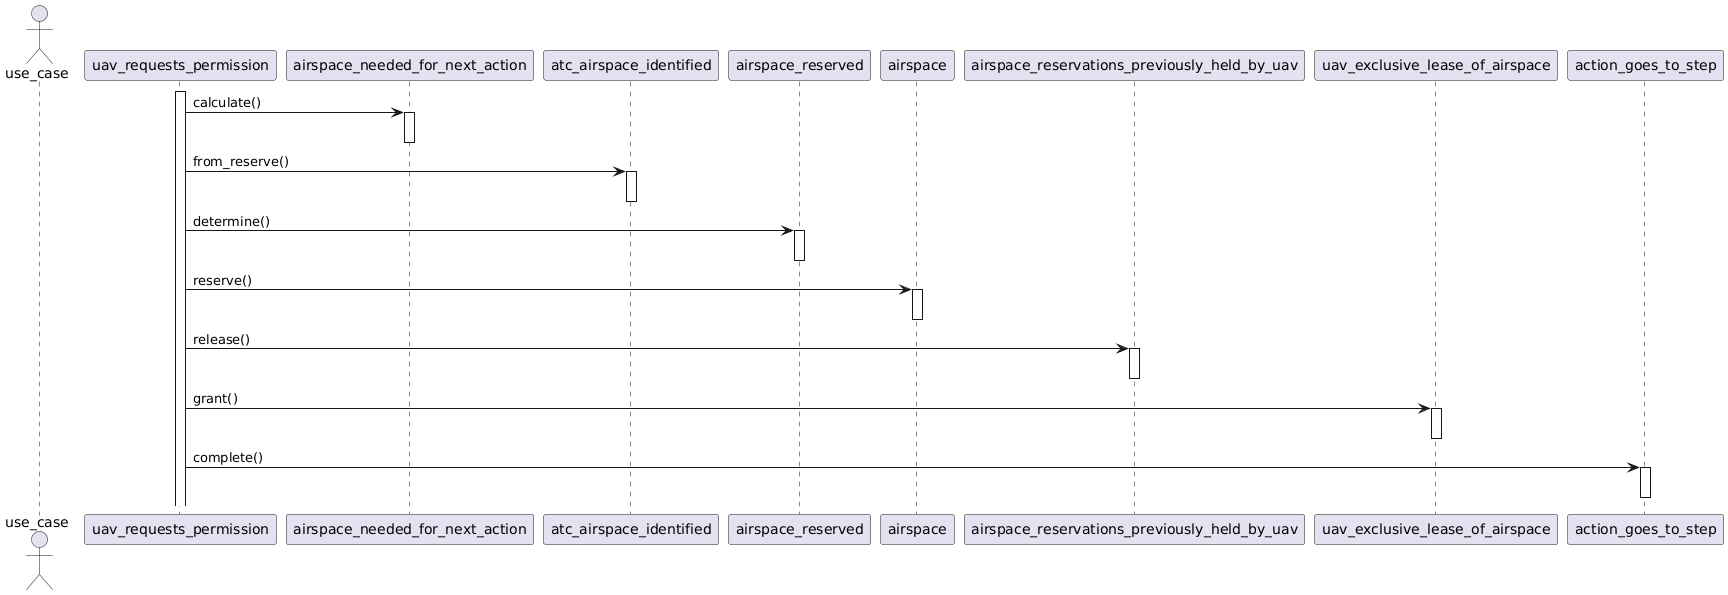 use_case
uav_requests_permission
airspace_needed_for_next_action
atc_airspace_identified
airspace_reserved
airspace
airspace_reservations_previously_held_by_uav
uav_exclusive_lease_of_airspace
action_goes_to_step
calculate()
from_reserve()
determine()
reserve()
release()
grant()
complete()
use_case
uav_requests_permission
airspace_needed_for_next_action
atc_airspace_identified
airspace_reserved
airspace
airspace_reservations_previously_held_by_uav
uav_exclusive_lease_of_airspace
action_goes_to_step